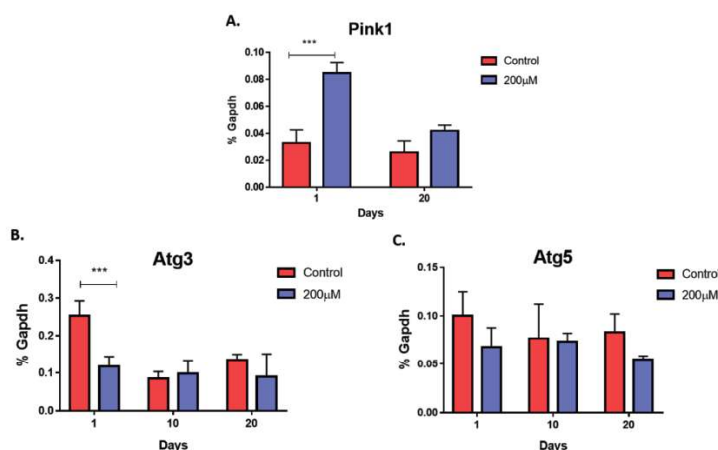 A.
Pink1
***
Control
200µM
% Gapdh
0.10
0.08
0.06
0.04
0.02
0.00
1
20
Days
B.
Atg3
***
Control
200µM
% Gapdh
0.4
0.3
0.2
0.1
0.0
1
10
20
Days
C.
Atg5
Control
200µM
% Gapdh
0.15
0.10
0.05
0.00
1
10
20
Days